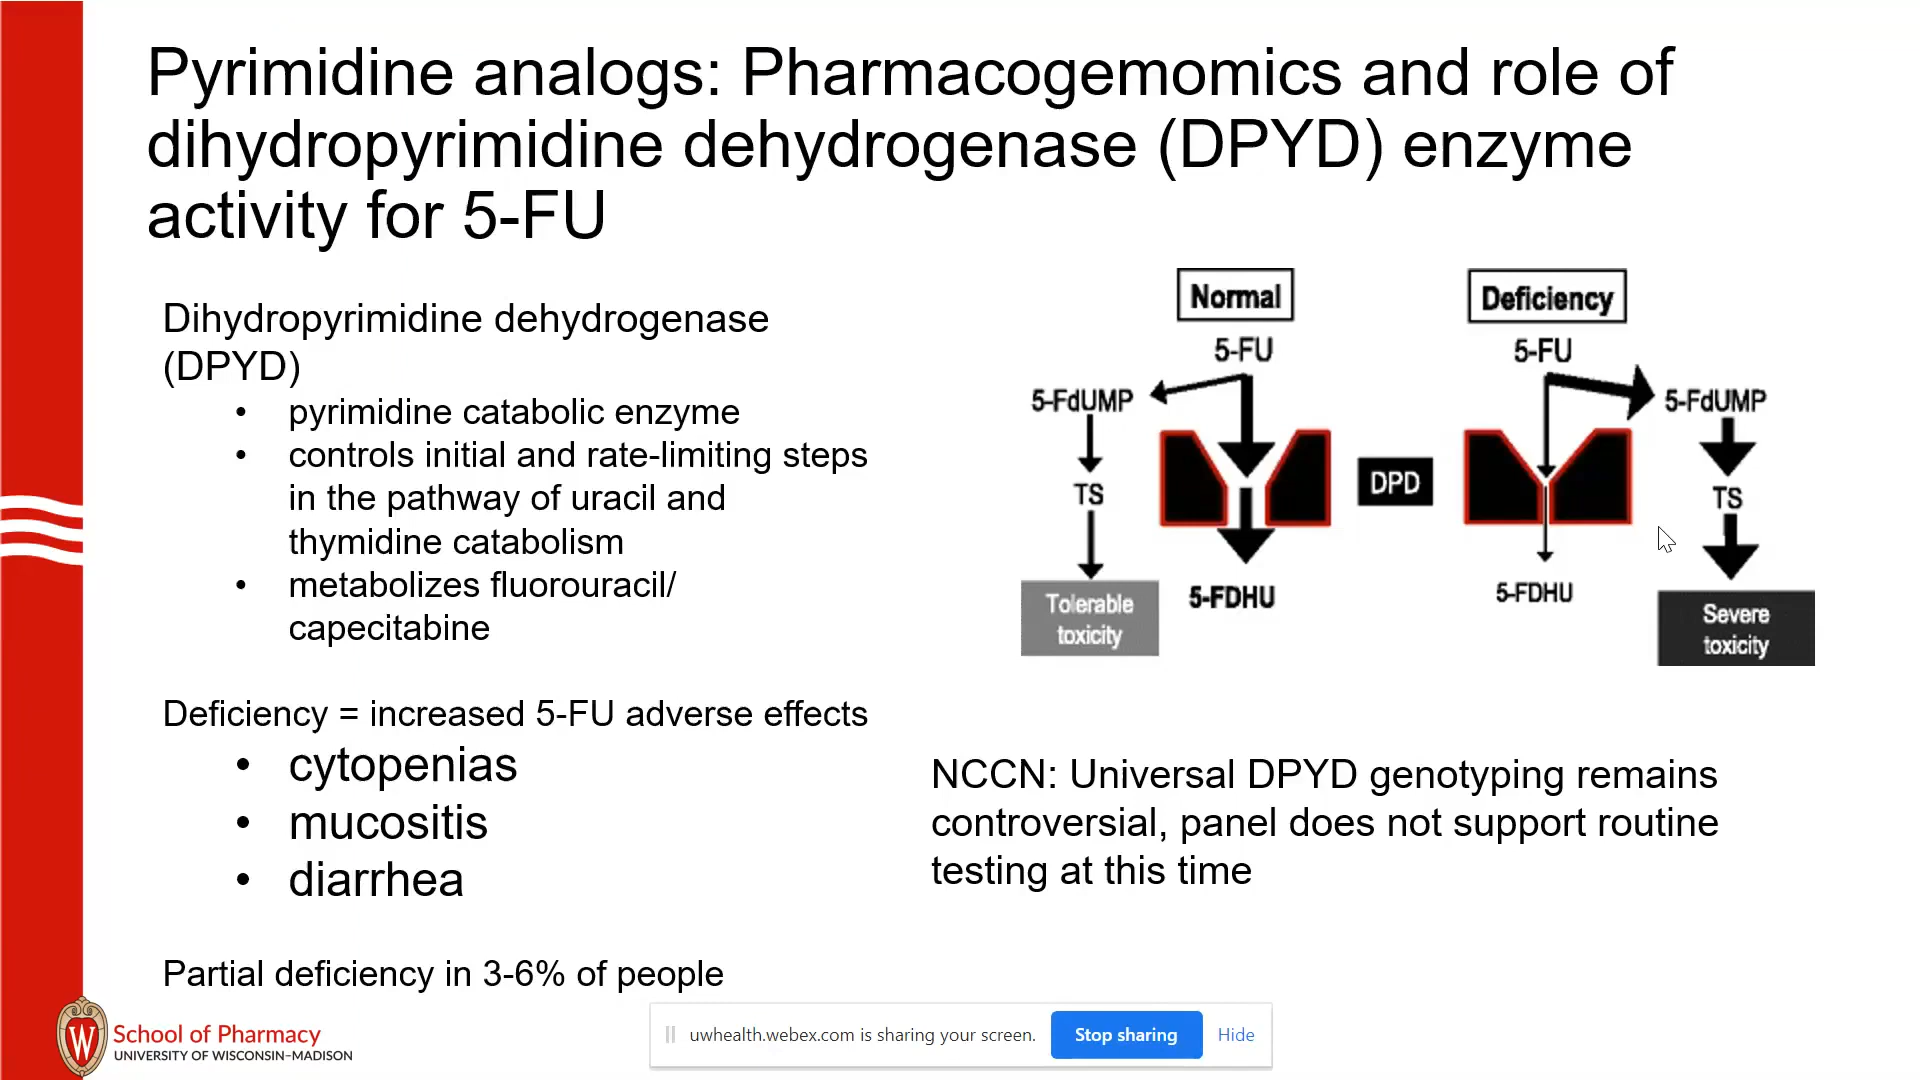 Pyrimidine analogs: Pharmacogemomics and role of
dihydropyrimidine dehydrogenase (DPYD) enzyme
activity for 5-FU
Dihydropyrimidine dehydrogenase
(DPYD)
• pyrimidine catabolic enzyme
• controls initial and rate-limiting steps
in the pathway of uracil and
thymidine catabolism
• metabolizes fluorouracil/
capecitabine
Deficiency = increased 5-FU adverse effects
• cytopenias
• mucositis
• diarrhea
Partial deficiency in 3-6% of people
Normal
5-FU
5-FdUMP
TS
Tolerable
toxicity
5-FDHU
DPD
Deficiency
5-FU
5-FdUMP
TS
5-FDHU
Severe
toxicity
NCCN: Universal DPYD genotyping remains
controversial, panel does not support routine
testing at this time
W
School of Pharmacy
UNIVERSITY OF WISCONSIN–MADISON
uwhealth.webex.com is sharing your screen.
Stop sharing
Hide